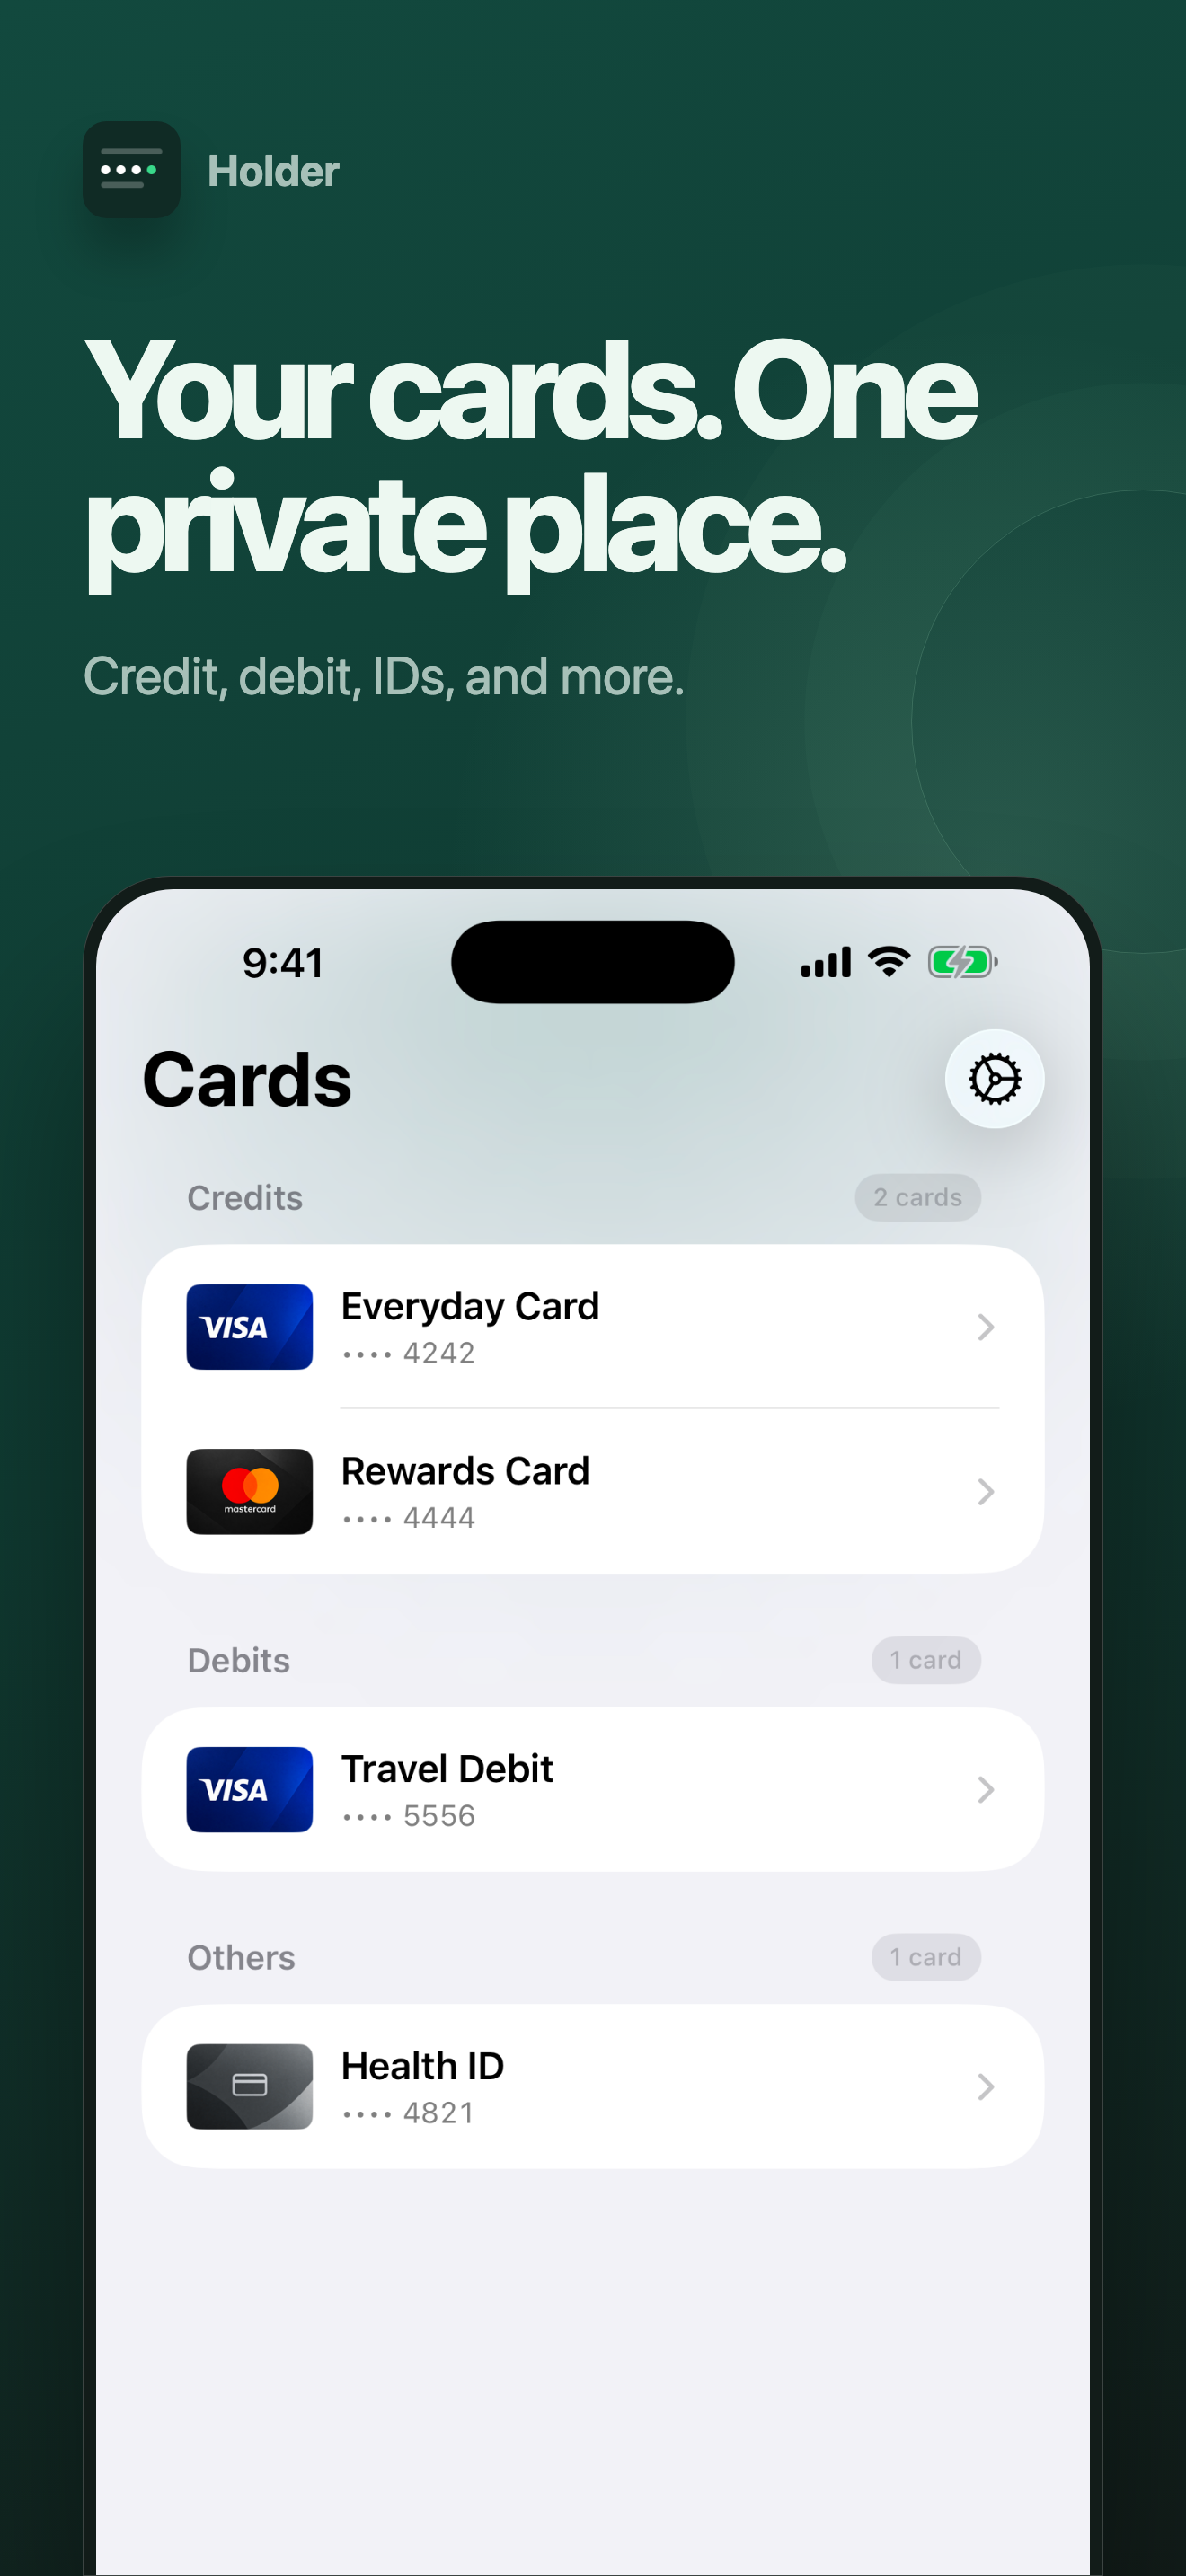 Holder
Your cards. One
private place.
Credit, debit, IDs, and more.
9:41
Cards
Credits
2 cards
VISA
Everyday Card
•••• 4242
mastercard
Rewards Card
•••• 4444
Debits
1 card
VISA
Travel Debit
•••• 5556
Others
1 card
Health ID
•••• 4821